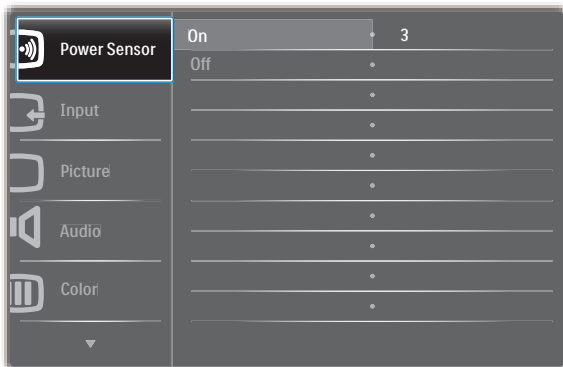 Power Sensor
On 3
Off
Input
Picture
Audio
Color